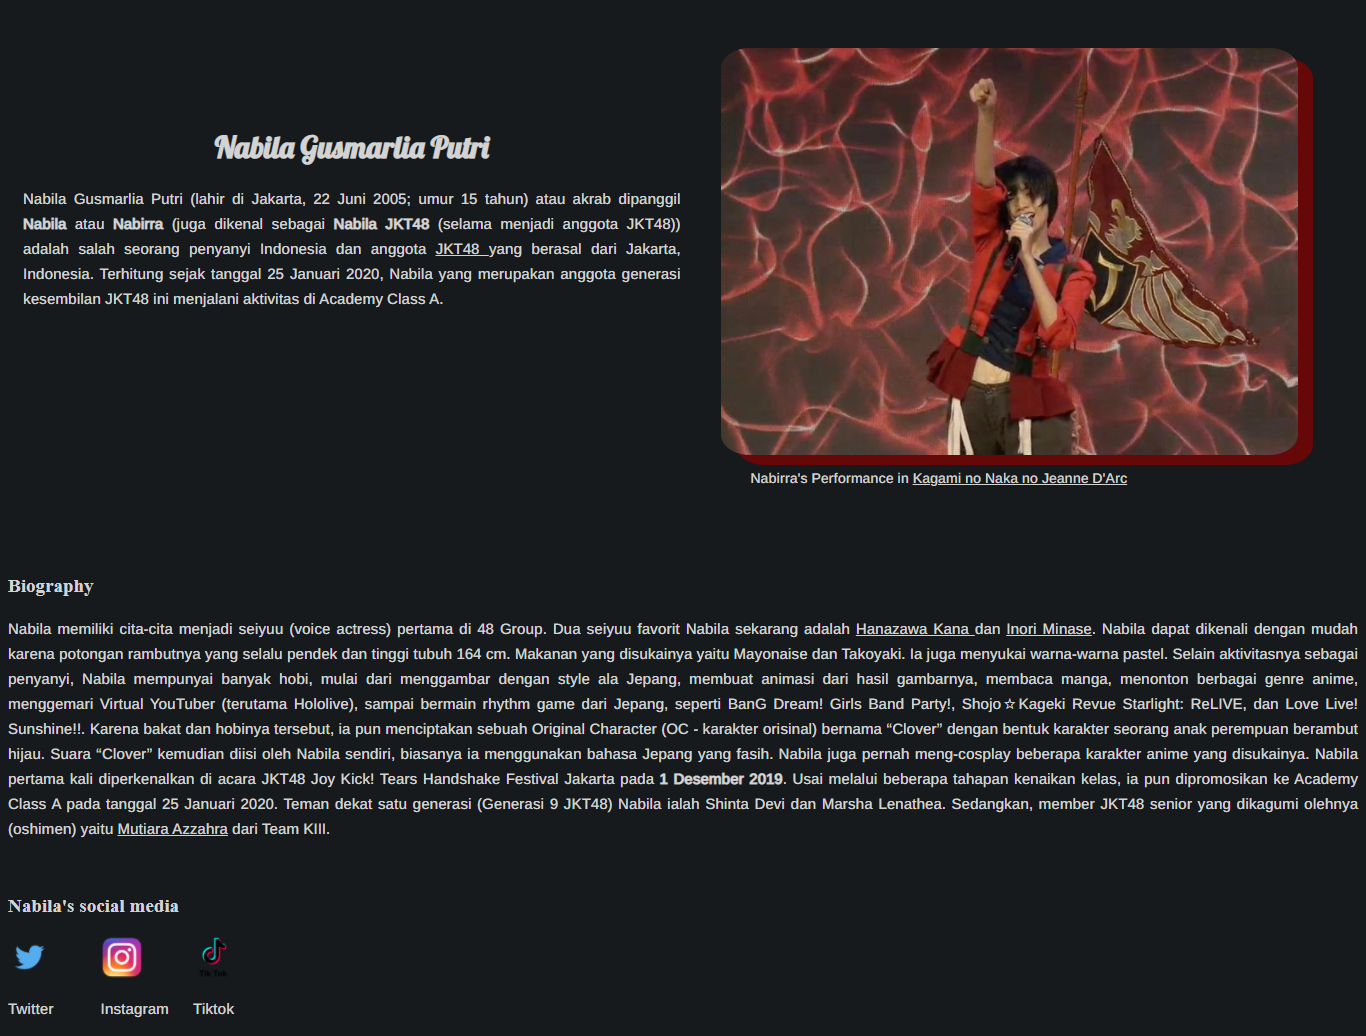 Nabila Gusmarlia Putri
Nabila Gusmarlia Putri (lahir di Jakarta, 22 Juni 2005; umur 15 tahun) atau akrab dipanggil
Nabila atau Nabirra (juga dikenal sebagai Nabila JKT48 (selama menjadi anggota JKT48))
adalah salah seorang penyanyi Indonesia dan anggota JKT48 yang berasal dari Jakarta,
Indonesia. Terhitung sejak tanggal 25 Januari 2020, Nabila yang merupakan anggota generasi
kesembilan JKT48 ini menjalani aktivitas di Academy Class A.
J
Nabirra's Performance in Kagami no Naka no Jeanne D'Arc
Biography
Nabila memiliki cita-cita menjadi seiyuu (voice actress) pertama di 48 Group. Dua seiyuu favorit Nabila sekarang adalah Hanazawa Kana dan Inori Minase. Nabila dapat dikenali dengan mudah
karena potongan rambutnya yang selalu pendek dan tinggi tubuh 164 cm. Makanan yang disukainya yaitu Mayonaise dan Takoyaki. Ia juga menyukai warna-warna pastel. Selain aktivitasnya sebagai
penyanyi, Nabila mempunyai banyak hobi, mulai dari menggambar dengan style ala Jepang, membuat animasi dari hasil gambarnya, membaca manga, menonton berbagai genre anime,
menggemari Virtual YouTuber (terutama Hololive), sampai bermain rhythm game dari Jepang, seperti BanG Dream! Girls Band Party!, Shojo☆Kageki Revue Starlight: ReLIVE, dan Love Live!
Sunshine!!. Karena bakat dan hobinya tersebut, ia pun menciptakan sebuah Original Character (OC - karakter orisinal) bernama “Clover” dengan bentuk karakter seorang anak perempuan berambut
hijau. Suara “Clover” kemudian diisi oleh Nabila sendiri, biasanya ia menggunakan bahasa Jepang yang fasih. Nabila juga pernah meng-cosplay beberapa karakter anime yang disukainya. Nabila
pertama kali diperkenalkan di acara JKT48 Joy Kick! Tears Handshake Festival Jakarta pada 1 Desember 2019. Usai melalui beberapa tahapan kenaikan kelas, ia pun dipromosikan ke Academy
Class A pada tanggal 25 Januari 2020. Teman dekat satu generasi (Generasi 9 JKT48) Nabila ialah Shinta Devi dan Marsha Lenathea. Sedangkan, member JKT48 senior yang dikagumi olehnya
(oshimen) yaitu Mutiara Azzahra dari Team KIII.
Nabila's social media
Tik Tok
Twitter Instagram Tiktok